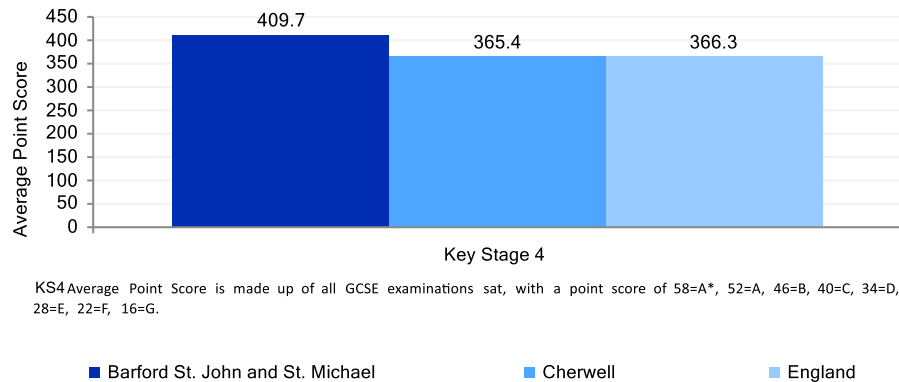 450
400
350
300
250
200
150
100
50
0
Average Point Score
409.7
365.4
366.3
Key Stage 4
KS4 Average Point Score is made up of all GCSE examinations sat, with a point score of 58=A*, 52=A, 46=B, 40=C, 34=D,
28=E, 22=F, 16=G.
Barford St. John and St. Michael
Cherwell
England